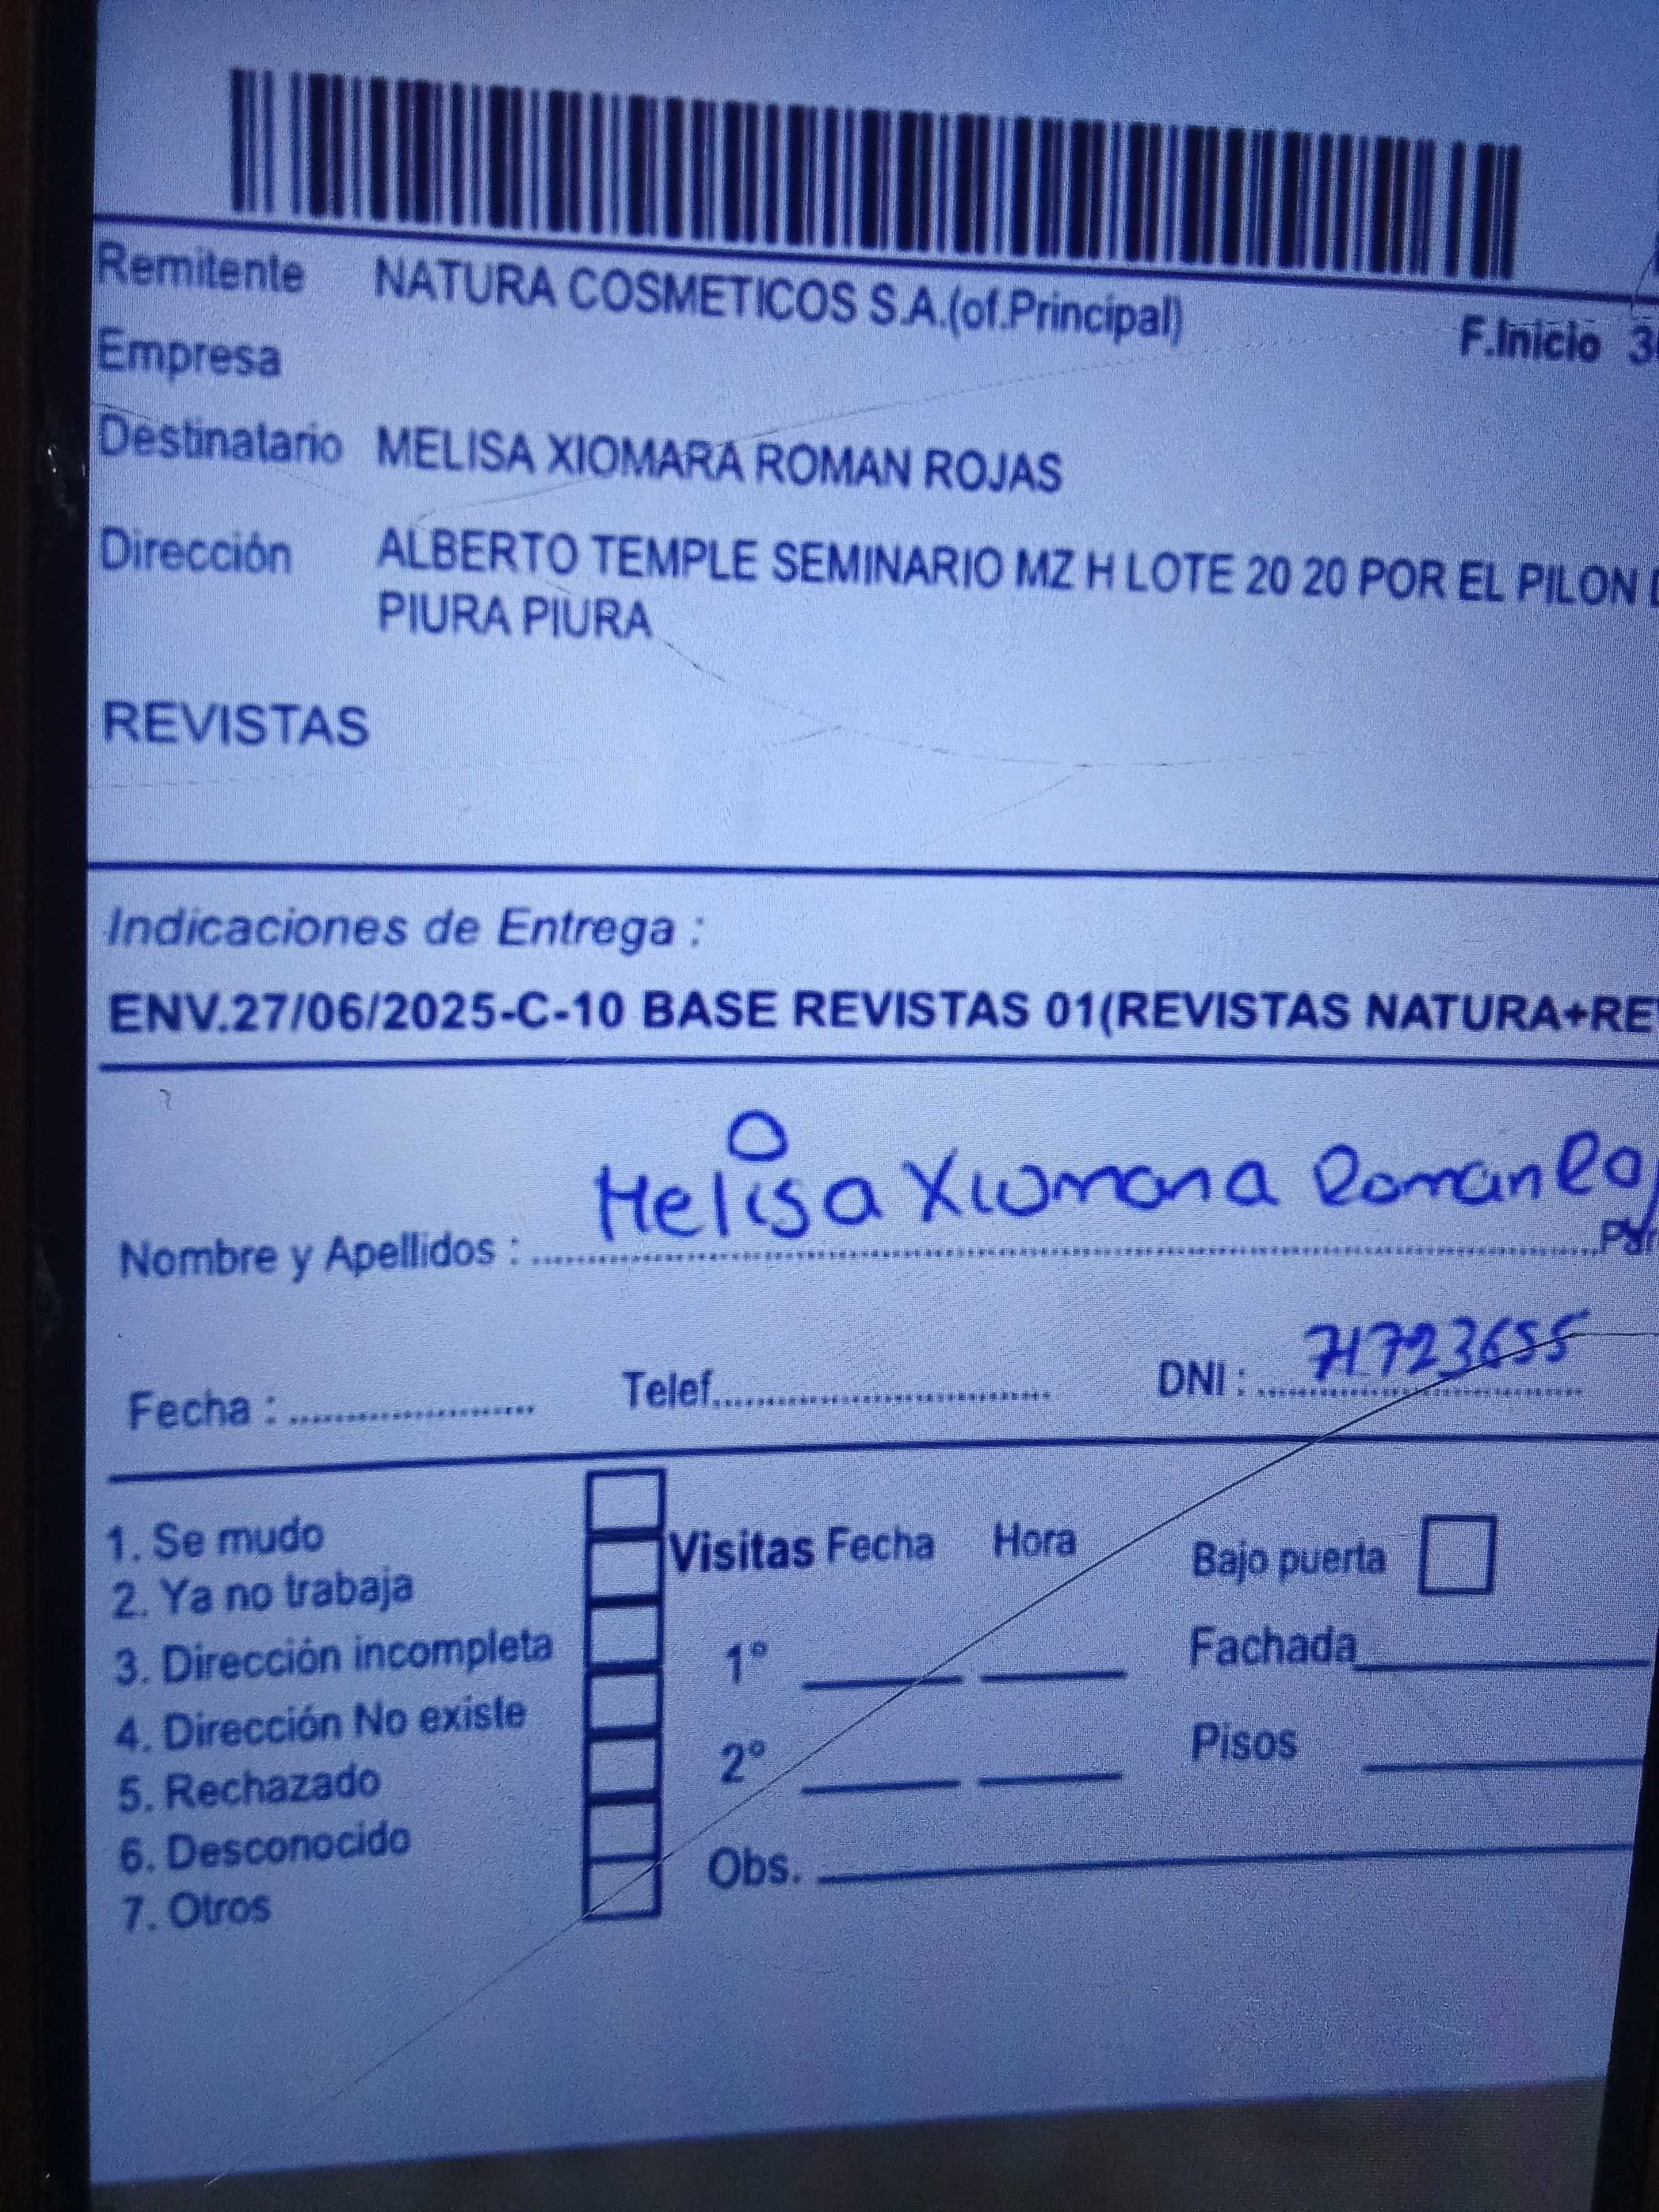 Remitente NATURA COSMETICOS S.A.(of.Principal)
F.Inicio
Empresa
Destinatario MELISA XIOMARA ROMAN ROJAS
Dirección ALBERTO TEMPLE SEMINARIO MZ H LOTE 20 20 POR EL PILON
PIURA PIURA
REVISTAS
Indicaciones de Entrega :
ENV.27/06/2025-C-10 BASE REVISTAS 01(REVISTAS NATURA+RE
Nombre y Apellidos : Melisa Xiomara Roman Ro
Fecha : Telef. DNI : 71723655
1. Se mudo
2. Ya no trabaja
3. Dirección incompleta
4. Dirección No existe
5. Rechazado
6. Desconocido
7. Otros
Visitas Fecha Hora
1°
2°
Obs.
Bajo puerta
Fachada
Pisos